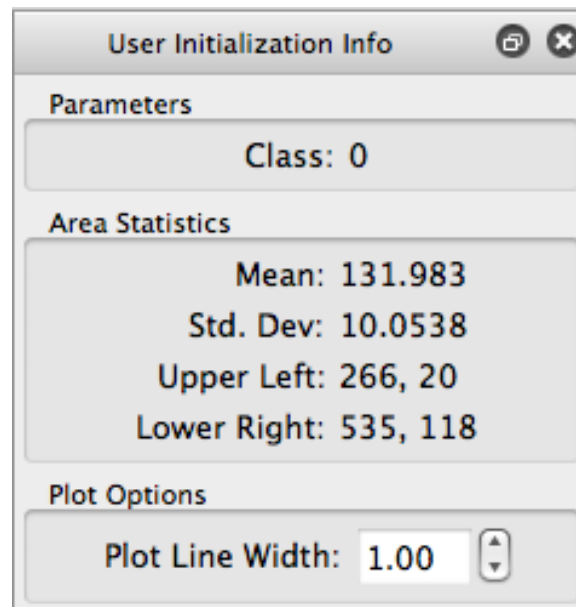 User Initialization Info
Parameters
Class: 0
Area Statistics
Mean: 131.983
Std. Dev: 10.0538
Upper Left: 266, 20
Lower Right: 535, 118
Plot Options
Plot Line Width: 1.00